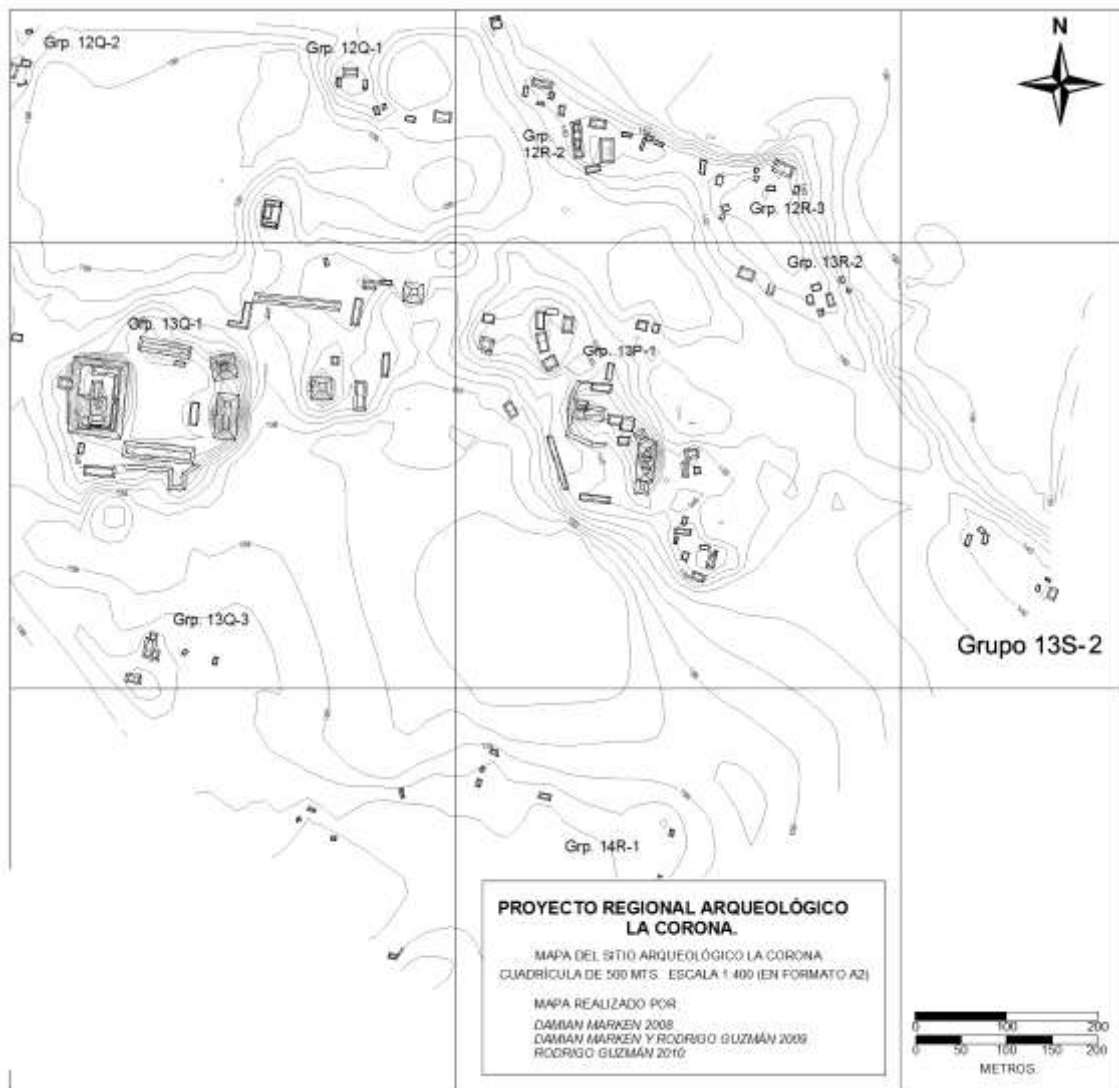 Grp. 12Q-2
Grp. 12Q-1
N
Grp.
12R-2
Grp. 12R-3
Grp. 13R-2
Grp. 13Q-1
Grp. 13P-1
Grupo 13S-2
Grp. 13Q-3
Grp. 14R-1
PROYECTO REGIONAL ARQUEOLÓGICO
LA CORONA.
MAPA DEL SITIO ARQUEOLÓGICO LA CORONA
CUADRÍCULA DE 500 MTS. ESCALA 1:400 (EN FORMATO A2)
MAPA REALIZADO POR
DAMIAN MARKEN 2008
DAMIAN MARKEN Y RODRIGO GUZMÁN 2009
RODRIGO GUZMÁN 2010
0 100 200
0 50 100 150 200
METROS.